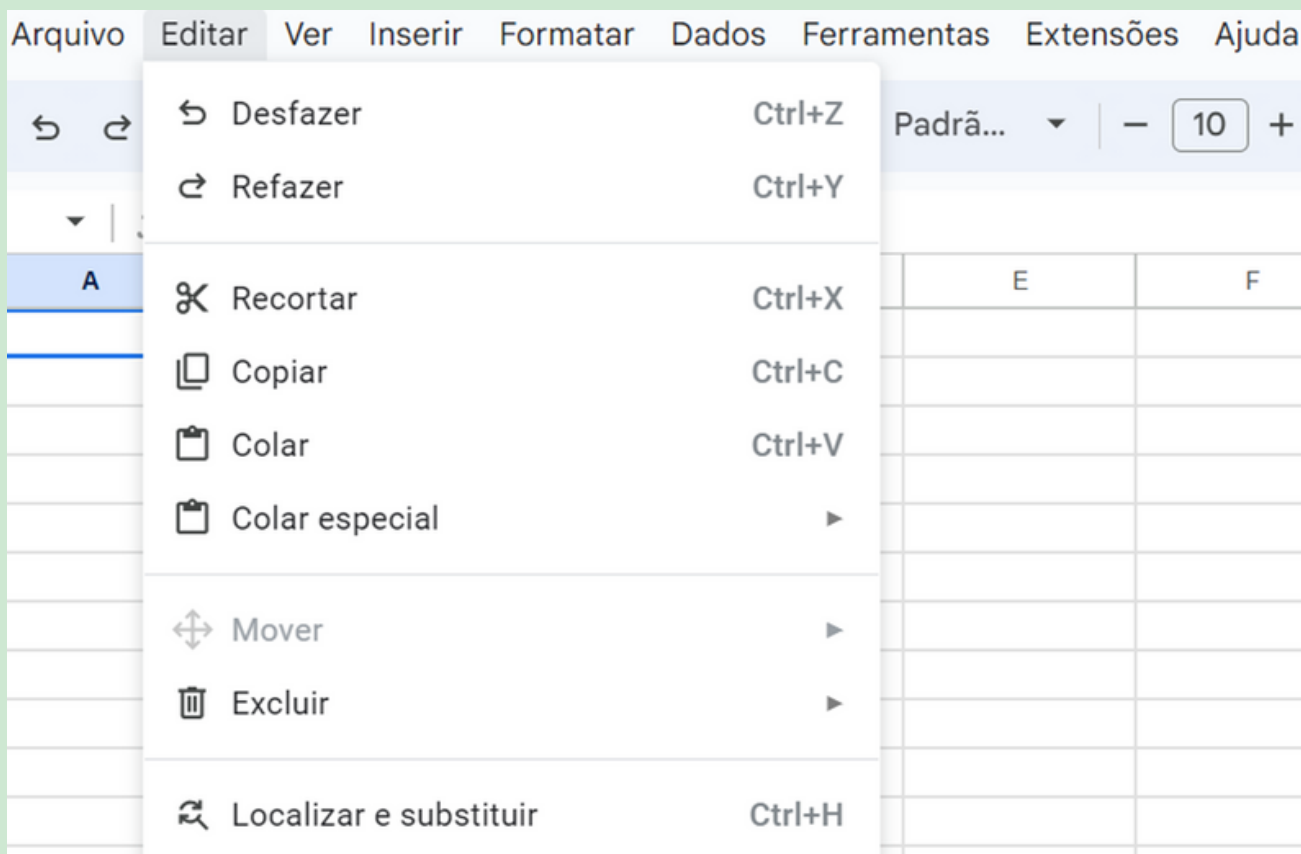 Arquivo Editar Ver Inserir Formatar Dados Ferramentas Extensões Ajuda
Desfazer Ctrl+Z
Padrã... 10
Refazer Ctrl+Y
A E F
Recortar Ctrl+X
Copiar Ctrl+C
Colar Ctrl+V
Colar especial
Mover
Excluir
Localizar e substituir Ctrl+H